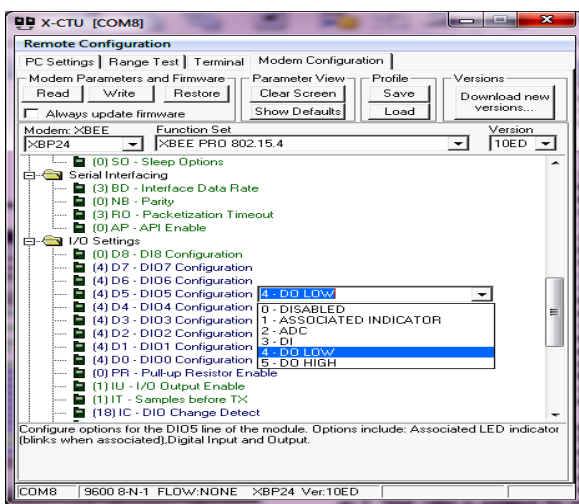 X-CTU [COM8]
Remote Configuration
PC Settings Range Test Terminal Modem Configuration
Modem Parameters and Firmware Parameter View Profile Versions
Read Write Restore Clear Screen Save Download new versions...
Always update firmware Show Defaults Load
Modem: XBEE Function Set Version
XBP24 XBEE PRO 802.15.4 10ED
(0) SO - Sleep Options
Serial Interfacing
(3) BD - Interface Data Rate
(0) NB - Parity
(3) RO - Packetization Timeout
(0) AP - API Enable
I/O Settings
(0) D8 - DI8 Configuration
(4) D7 - DIO7 Configuration
(4) D6 - DIO6 Configuration
(4) D5 - DIO5 Configuration 4 - DO LOW
(4) D4 - DIO4 Configuration 0 - DISABLED
(4) D3 - DIO3 Configuration 1 - ASSOCIATED INDICATOR
2 - ADC
(4) D2 - DIO2 Configuration 3 - DI
(4) D1 - DIO1 Configuration 4 - DO LOW
(4) D0 - DIO0 Configuration 5 - DO HIGH
(0) PR - Pull-up Resistor Enable
(1) IU - I/O Output Enable
(1) IT - Samples before TX
(18) IC - DIO Change Detect
Configure options for the DIO5 line of the module. Options include: Associated LED indicator
(blinks when associated),Digital Input and Output.
COM8 9600 8-N-1 FLOW:NONE XBP24 Ver:10ED